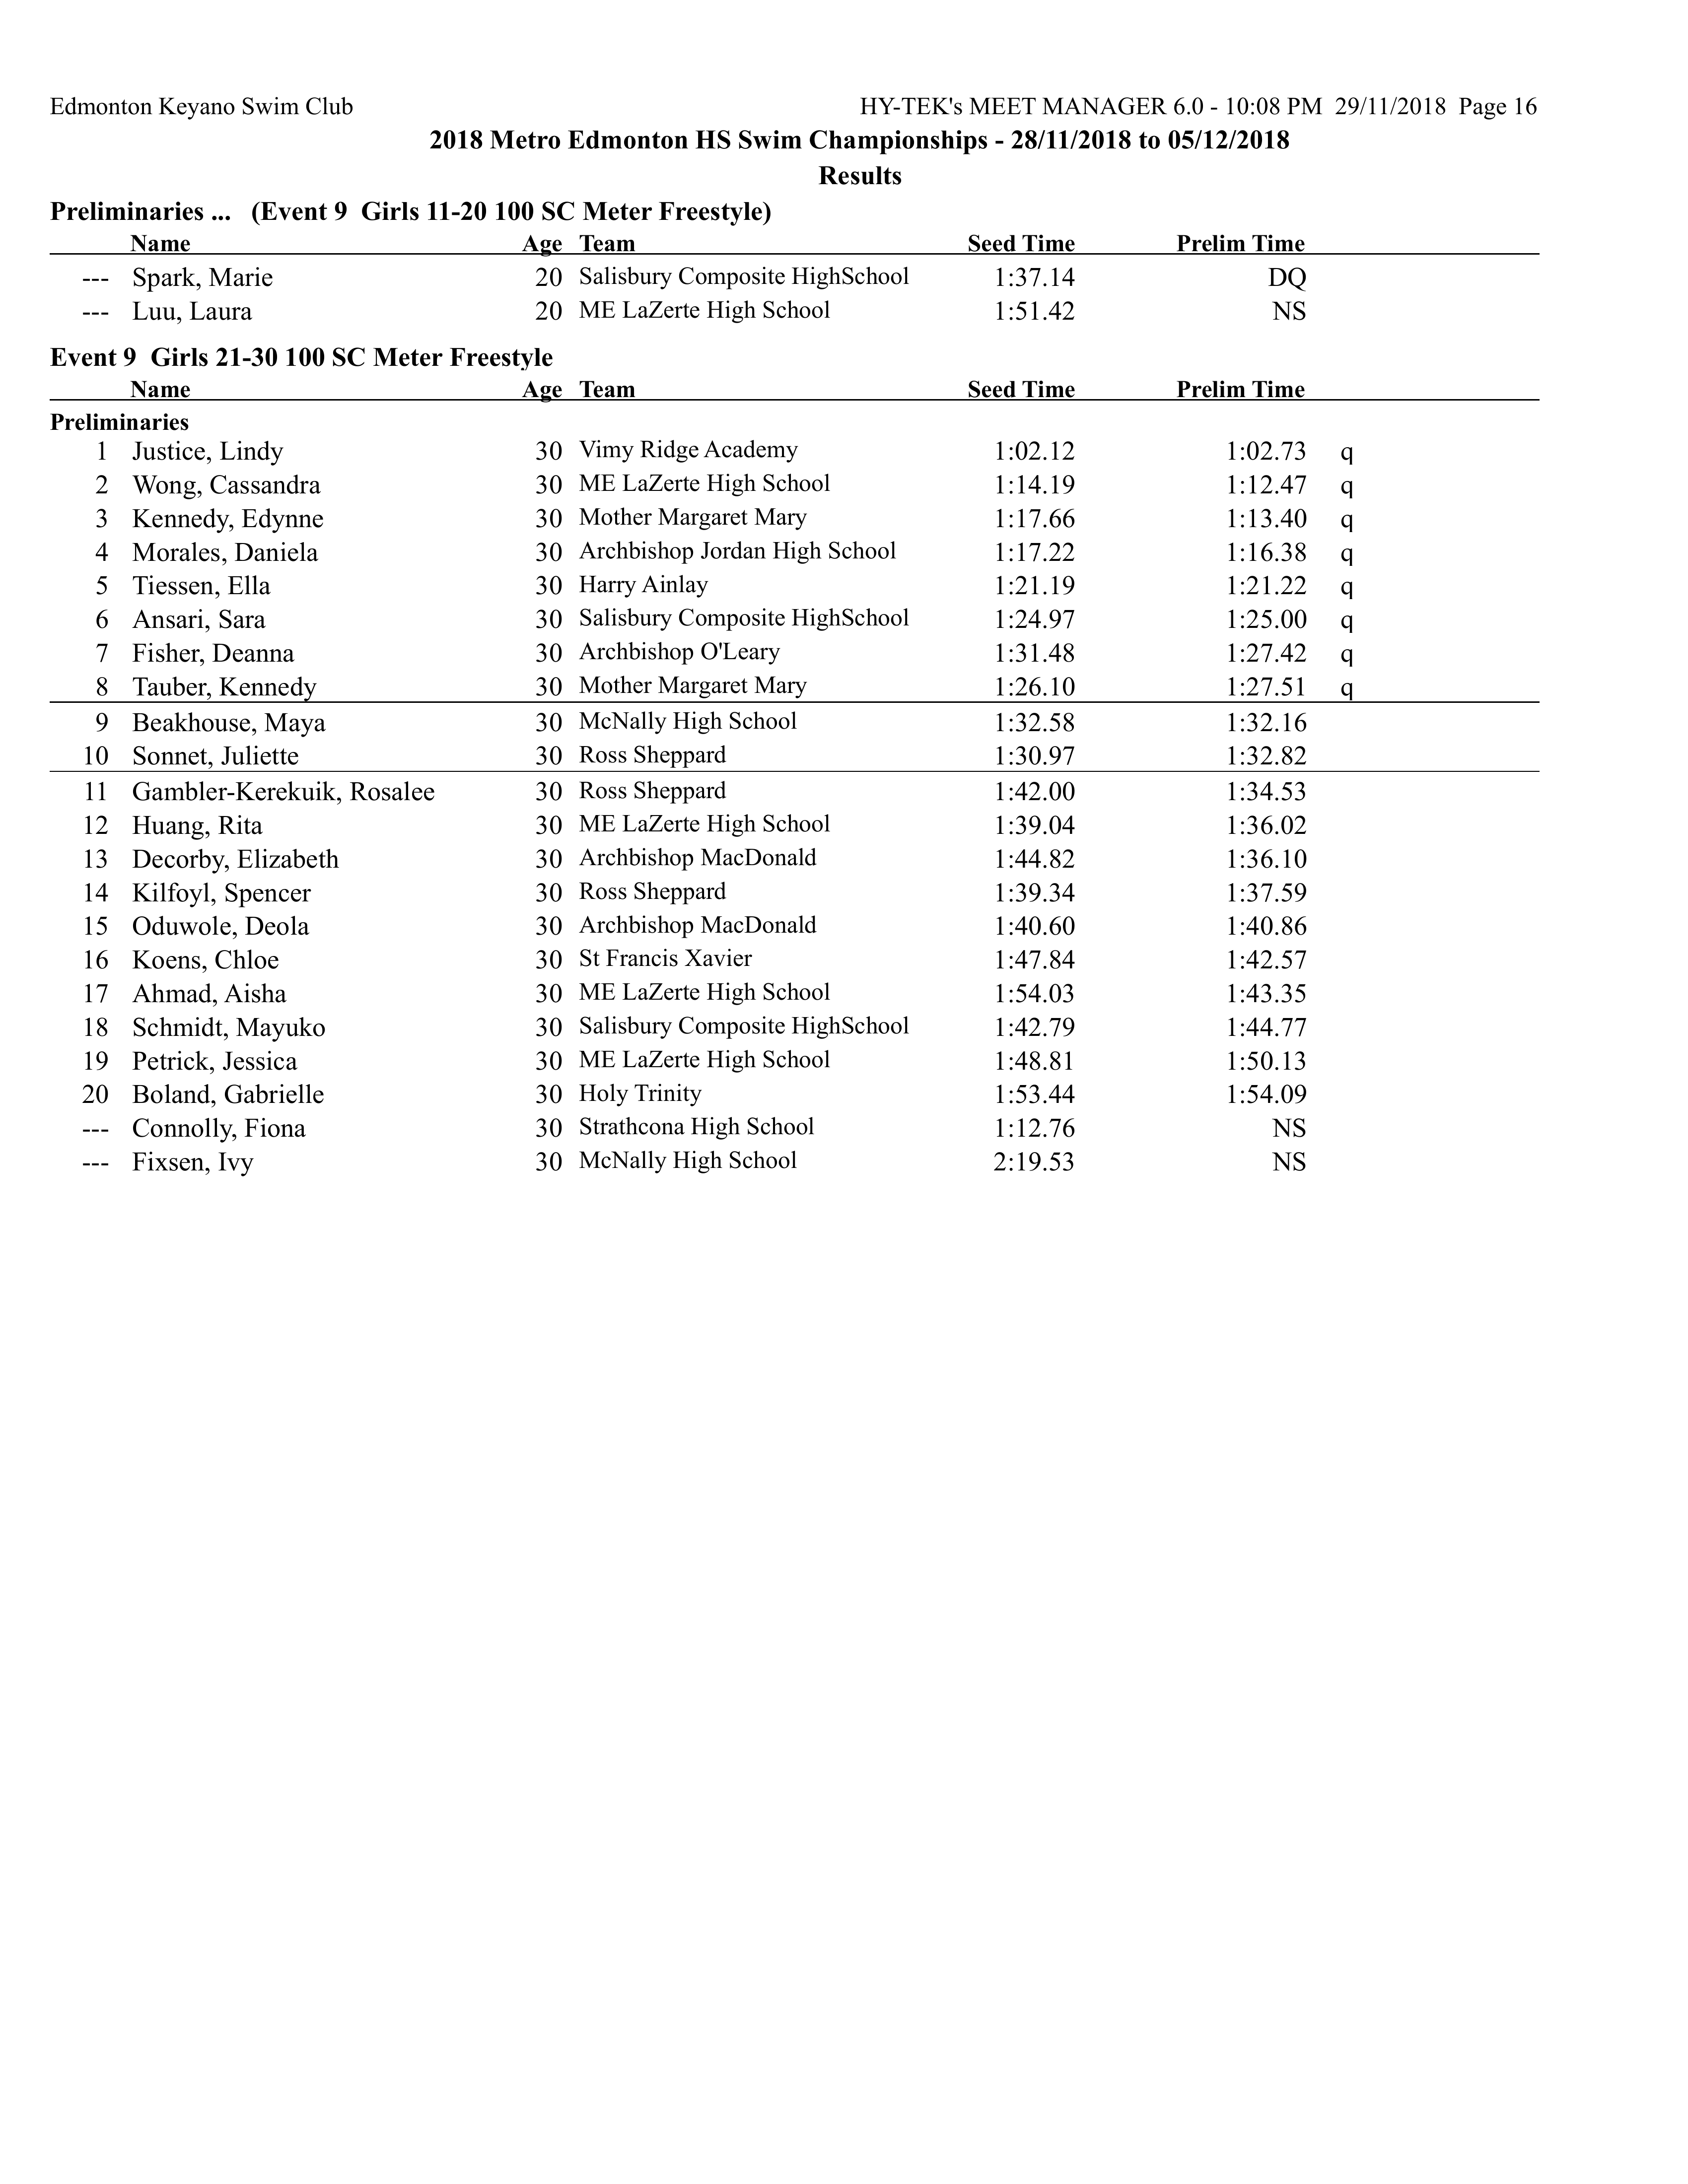 Edmonton Keyano Swim Club HY-TEK's MEET MANAGER 6.0 - 10:08 PM 29/11/2018 Page 16
2018 Metro Edmonton HS Swim Championships - 28/11/2018 to 05/12/2018
Results
Preliminaries ... (Event 9 Girls 11-20 100 SC Meter Freestyle)
Name Age Team Seed Time Prelim Time
--- Spark, Marie 20 Salisbury Composite HighSchool 1:37.14 DQ
--- Luu, Laura 20 ME LaZerte High School 1:51.42 NS
Event 9 Girls 21-30 100 SC Meter Freestyle
Name Age Team Seed Time Prelim Time
Preliminaries
1 Justice, Lindy 30 Vimy Ridge Academy 1:02.12 1:02.73 q
2 Wong, Cassandra 30 ME LaZerte High School 1:14.19 1:12.47 q
3 Kennedy, Edynne 30 Mother Margaret Mary 1:17.66 1:13.40 q
4 Morales, Daniela 30 Archbishop Jordan High School 1:17.22 1:16.38 q
5 Tiessen, Ella 30 Harry Ainlay 1:21.19 1:21.22 q
6 Ansari, Sara 30 Salisbury Composite HighSchool 1:24.97 1:25.00 q
7 Fisher, Deanna 30 Archbishop O'Leary 1:31.48 1:27.42 q
8 Tauber, Kennedy 30 Mother Margaret Mary 1:26.10 1:27.51 q
9 Beakhouse, Maya 30 McNally High School 1:32.58 1:32.16
10 Sonnet, Juliette 30 Ross Sheppard 1:30.97 1:32.82
11 Gambler-Kerekuik, Rosalee 30 Ross Sheppard 1:42.00 1:34.53
12 Huang, Rita 30 ME LaZerte High School 1:39.04 1:36.02
13 Decorby, Elizabeth 30 Archbishop MacDonald 1:44.82 1:36.10
14 Kilfoyl, Spencer 30 Ross Sheppard 1:39.34 1:37.59
15 Oduwole, Deola 30 Archbishop MacDonald 1:40.60 1:40.86
16 Koens, Chloe 30 St Francis Xavier 1:47.84 1:42.57
17 Ahmad, Aisha 30 ME LaZerte High School 1:54.03 1:43.35
18 Schmidt, Mayuko 30 Salisbury Composite HighSchool 1:42.79 1:44.77
19 Petrick, Jessica 30 ME LaZerte High School 1:48.81 1:50.13
20 Boland, Gabrielle 30 Holy Trinity 1:53.44 1:54.09
--- Connolly, Fiona 30 Strathcona High School 1:12.76 NS
--- Fixsen, Ivy 30 McNally High School 2:19.53 NS